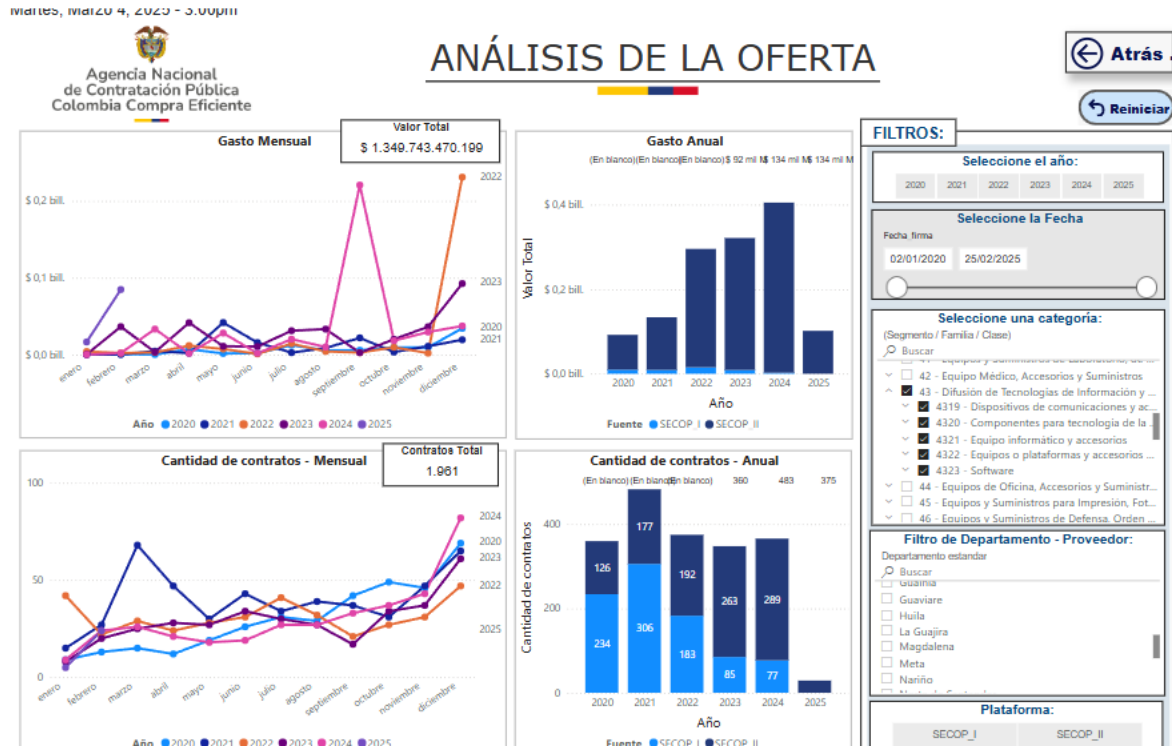 Martes, Marzo 4, 2025 - 3:00pm
Agencia Nacional
de Contratación Pública
Colombia Compra Eficiente
ANÁLISIS DE LA OFERTA
Atrás
Reiniciar
Gasto Mensual
Valor Total
$ 1.349.743.470.199
2022
$ 0,2 bill.
$ 0,1 bill.
2023
2020
2021
$ 0,0 bill.
enero
febrero
marzo
abril
mayo
junio
julio
agosto
septiembre
octubre
noviembre
diciembre
Año 2020 2021 2022 2023 2024 2025
Gasto Anual
(En blanco) (En blanco) (En blanco) $ 92 mil M $ 134 mil M $ 134 mil M
$ 0,4 bill.
$ 0,2 bill.
$ 0,0 bill.
Valor Total
2020 2021 2022 2023 2024 2025
Año
Fuente SECOP_I SECOP_II
Cantidad de contratos - Mensual
Contratos Total
1.961
100
50
0
2024
2020
2023
2022
2025
enero
febrero
marzo
abril
mayo
junio
julio
agosto
septiembre
octubre
noviembre
diciembre
Año 2020 2021 2022 2023 2024 2025
Cantidad de contratos - Anual
(En blanco) (En blanco) (En blanco) 360 483 375
400
200
0
Cantidad de contratos
126 177 192 263 289
234 306 183 85 77
2020 2021 2022 2023 2024 2025
Año
Fuente SECOP_I SECOP_II
FILTROS:
Seleccione el año:
2020 2021 2022 2023 2024 2025
Seleccione la Fecha
Fecha_firma
02/01/2020 25/02/2025
Seleccione una categoría:
(Segmento / Familia / Clase)
Buscar
41 - Equipos y Suministros de Laboratorio, de ...
42 - Equipo Médico, Accesorios y Suministros
43 - Difusión de Tecnologías de Información y ...
4319 - Dispositivos de comunicaciones y ac...
4320 - Componentes para tecnología de la ...
4321 - Equipo informático y accesorios
4322 - Equipos o plataformas y accesorios ...
4323 - Software
44 - Equipos de Oficina, Accesorios y Suministr...
45 - Equipos y Suministros para Impresión, Fot...
46 - Equipos y Suministros de Defensa, Orden ...
Filtro de Departamento - Proveedor:
Departamento estandar
Buscar
Guainía
Guaviare
Huila
La Guajira
Magdalena
Meta
Nariño
Plataforma:
SECOP_I SECOP_II